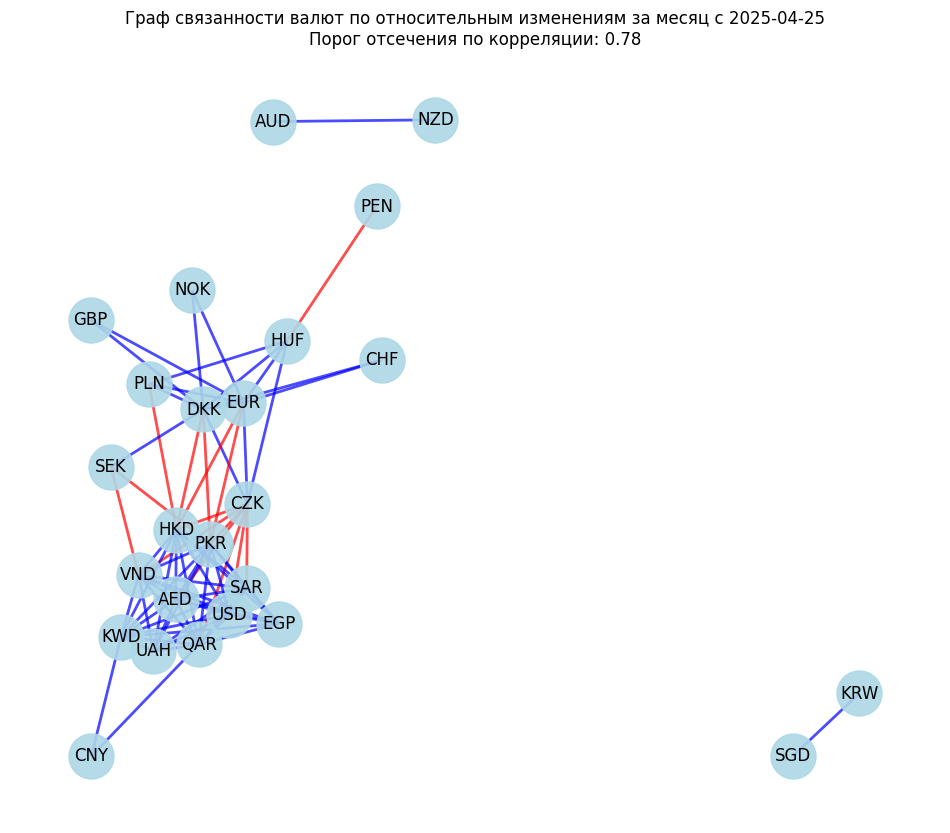 Граф связанности валют по относительным изменениям за месяц с 2025-04-25
Порог отсечения по корреляции: 0.78
AUD
NZD
PEN
NOK
GBP
HUF
CHF
PLN
DKK
EUR
SEK
CZK
HKD
PKR
VND
SAR
AED
USD
EGP
KWD
UAH
QAR
KRW
CNY
SGD